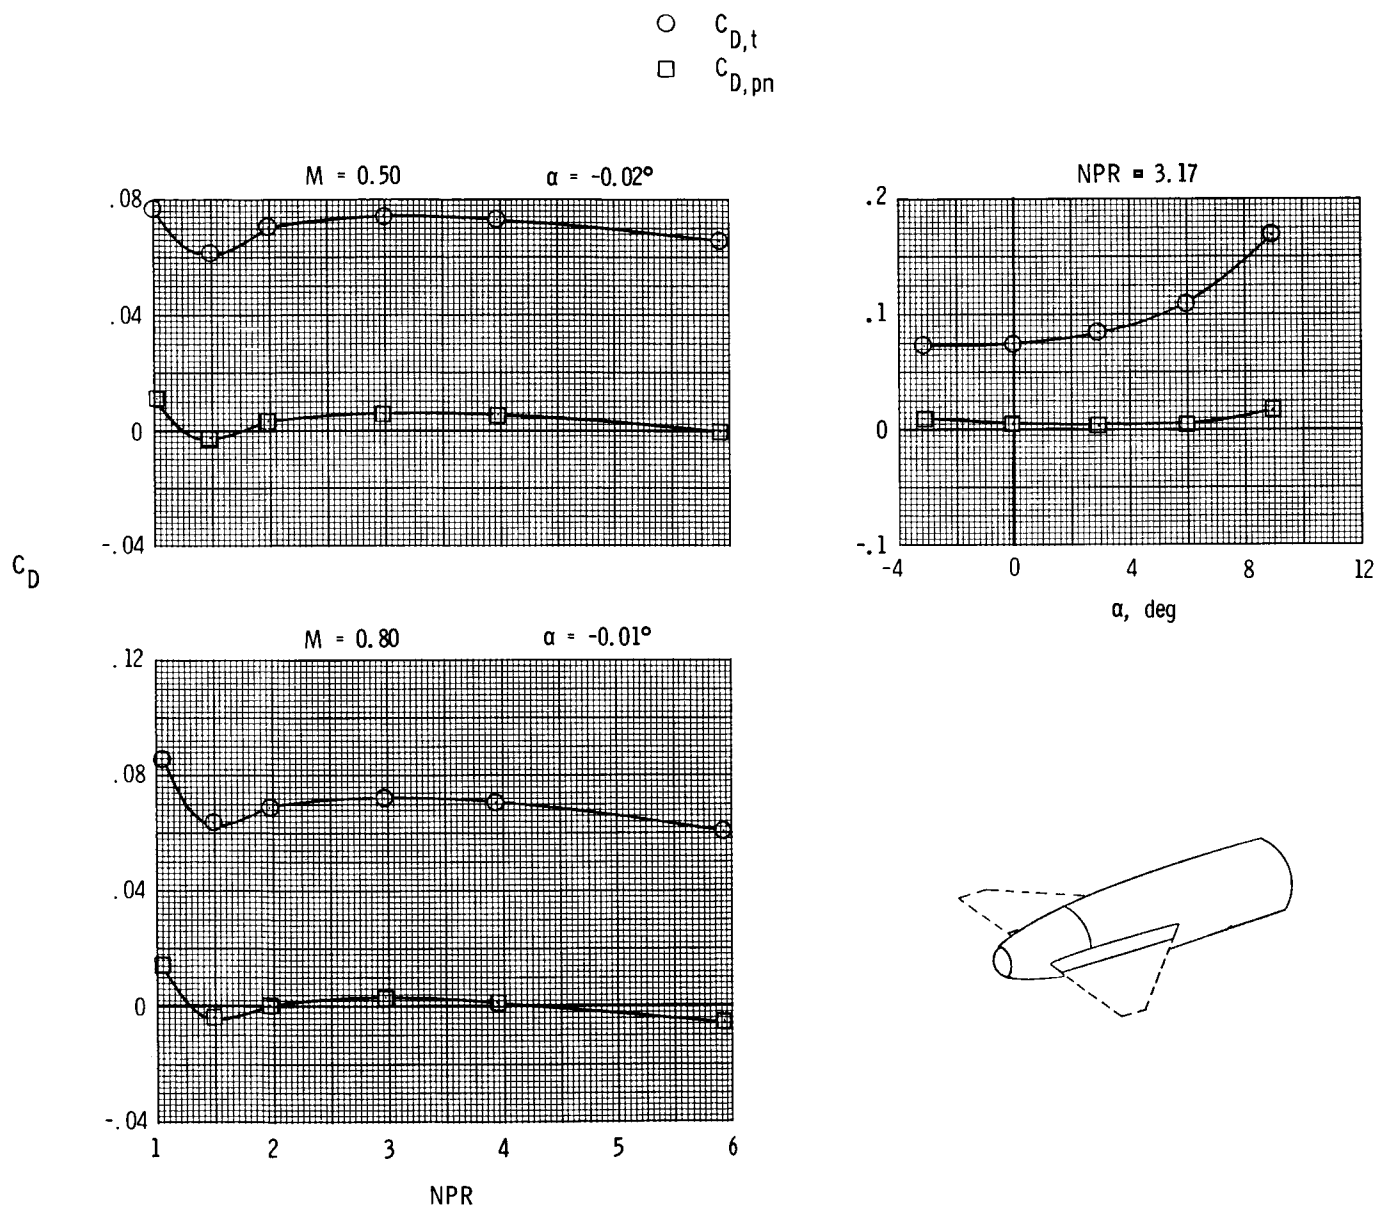 C_D,t
C_D,pn
M = 0.50 α = -0.02°
.08
.04
0
-.04
NPR = 3.17
.2
.1
0
-.1
-4 0 4 8 12
α, deg
C_D
M = 0.80 α = -0.01°
.12
.08
.04
0
-.04
1 2 3 4 5 6
NPR